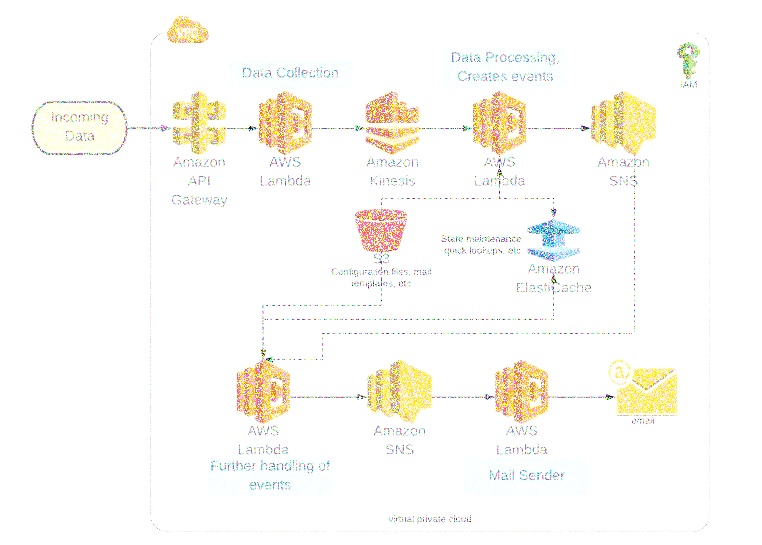 VPC
Data Collection
Data Processing,
Creates events
IAM
Incoming
Data
Amazon
API
Gateway
AWS
Lambda
Amazon
Kinesis
AWS
Lambda
Amazon
SNS
S3
Configuration files, mail
templates, etc
State maintenance
quick lookups, etc
Amazon
ElastiCache
AWS
Lambda
Further handling of
events
Amazon
SNS
AWS
Lambda
Mail Sender
@
email
virtual private cloud